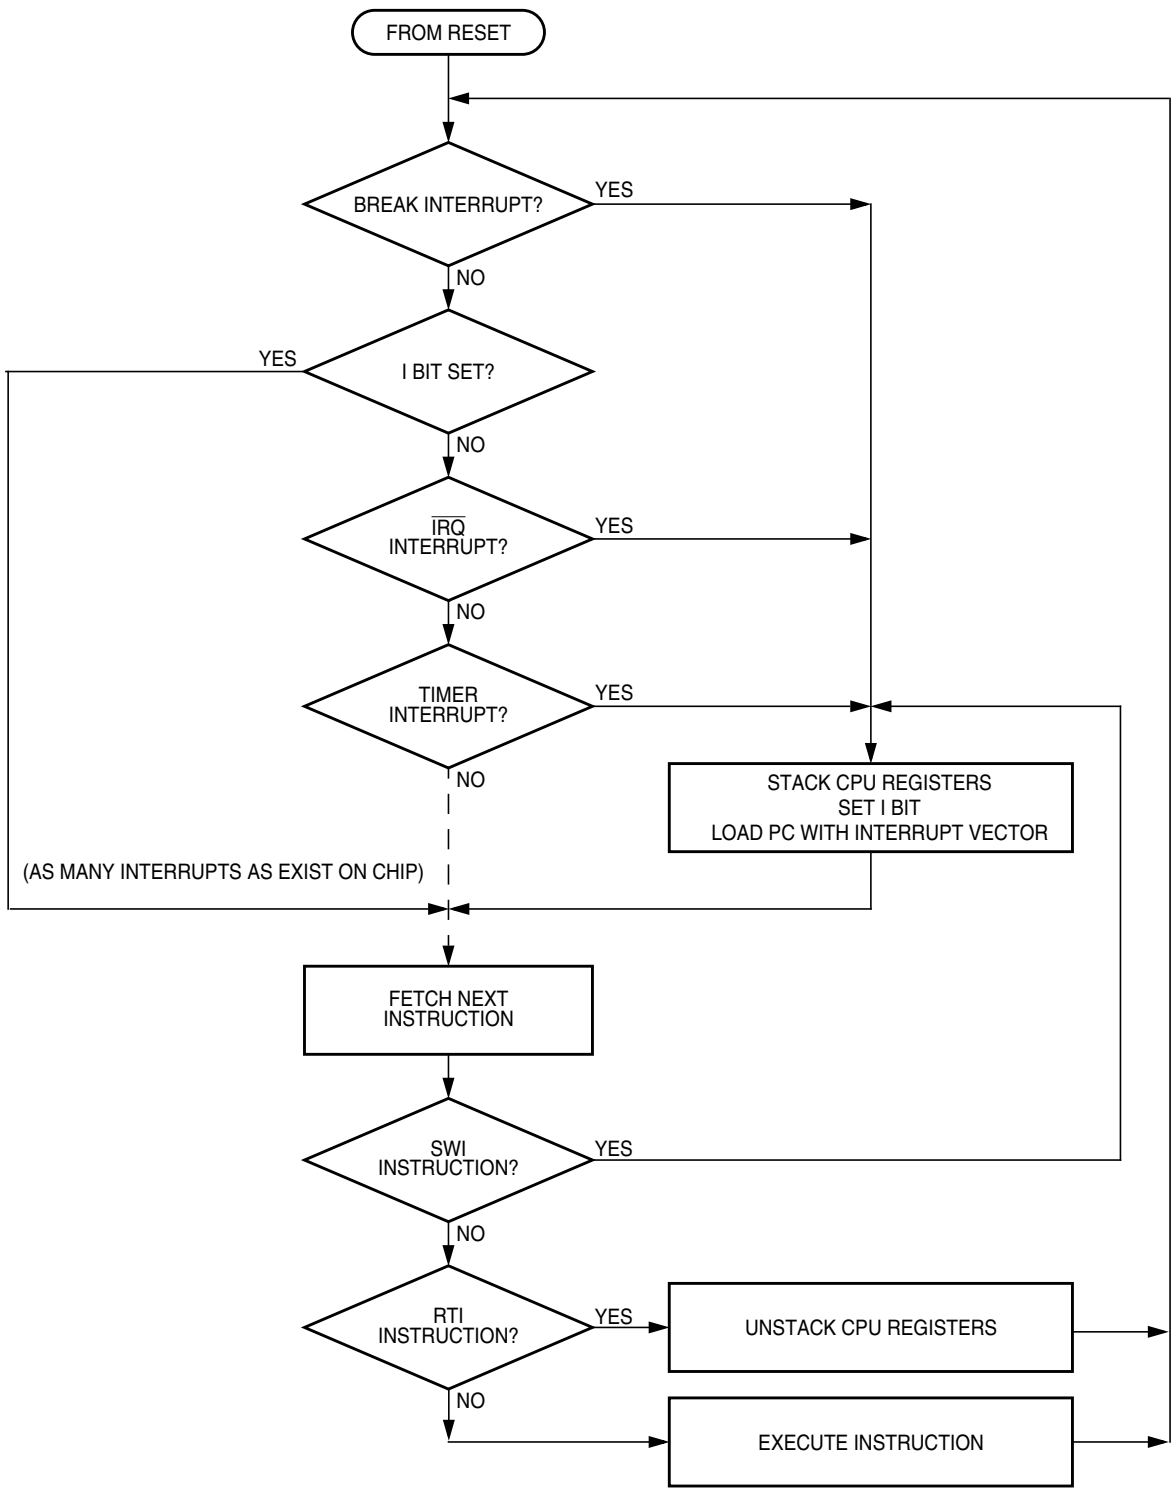 FROM RESET
BREAK INTERRUPT?
YES
NO
YES
I BIT SET?
NO
IRQ
INTERRUPT?
YES
NO
TIMER
INTERRUPT?
YES
NO
STACK CPU REGISTERS
SET I BIT
LOAD PC WITH INTERRUPT VECTOR
(AS MANY INTERRUPTS AS EXIST ON CHIP)
FETCH NEXT
INSTRUCTION
SWI
INSTRUCTION?
YES
NO
RTI
INSTRUCTION?
YES
UNSTACK CPU REGISTERS
NO
EXECUTE INSTRUCTION